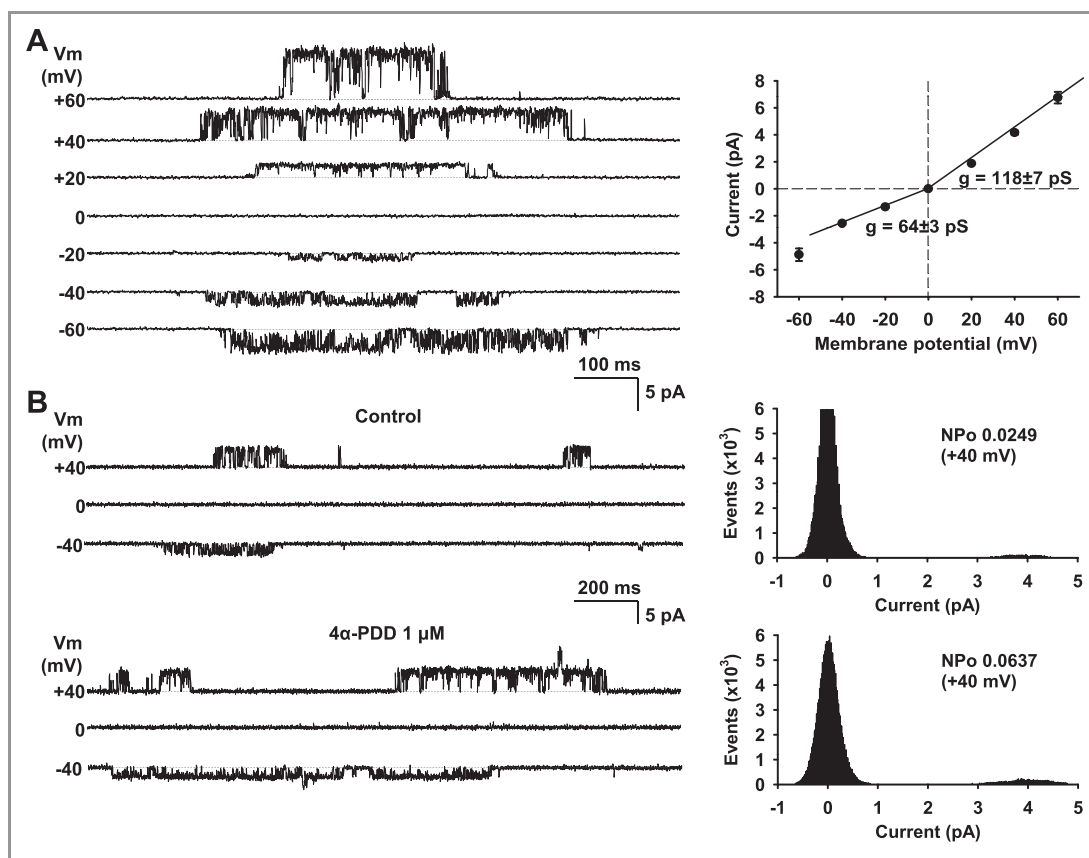 A
Vm
(mV)
+60
+40
+20
0
-20
-40
-60
100 ms
5 pA
8
6
4
2
0
-2
-4
-6
-8
Current (pA)
g = 118±7 pS
g = 64±3 pS
-60 -40 -20 0 20 40 60
Membrane potential (mV)
B
Vm
(mV)
Control
+40
0
-40
200 ms
5 pA
6
5
4
3
2
1
0
Events (x10³)
NPo 0.0249
(+40 mV)
-1 0 1 2 3 4 5
Current (pA)
4α-PDD 1 µM
Vm
(mV)
+40
0
-40
6
5
4
3
2
1
0
Events (x10³)
NPo 0.0637
(+40 mV)
-1 0 1 2 3 4 5
Current (pA)